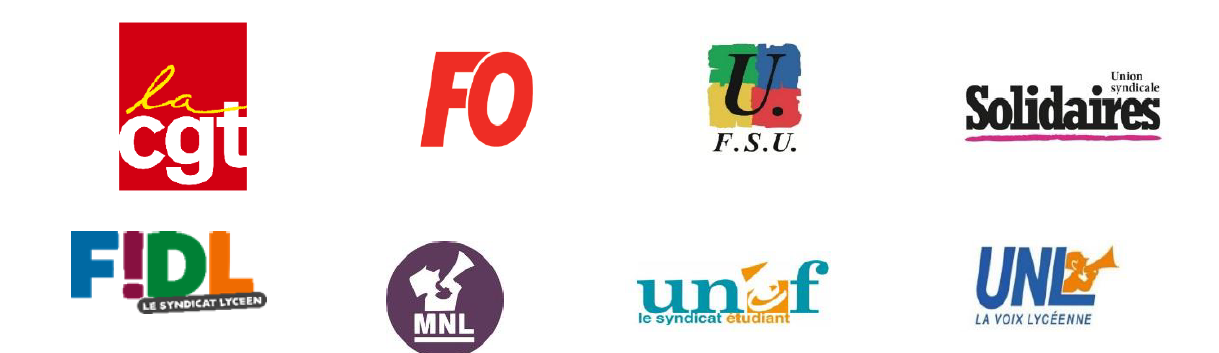 la
cgt
FO
U.
F.S.U.
Union
syndicale
Solidaires
F!DL
LE SYNDICAT LYCEEN
MNL
unef
le syndicat étudiant
UNL
LA VOIX LYCÉENNE